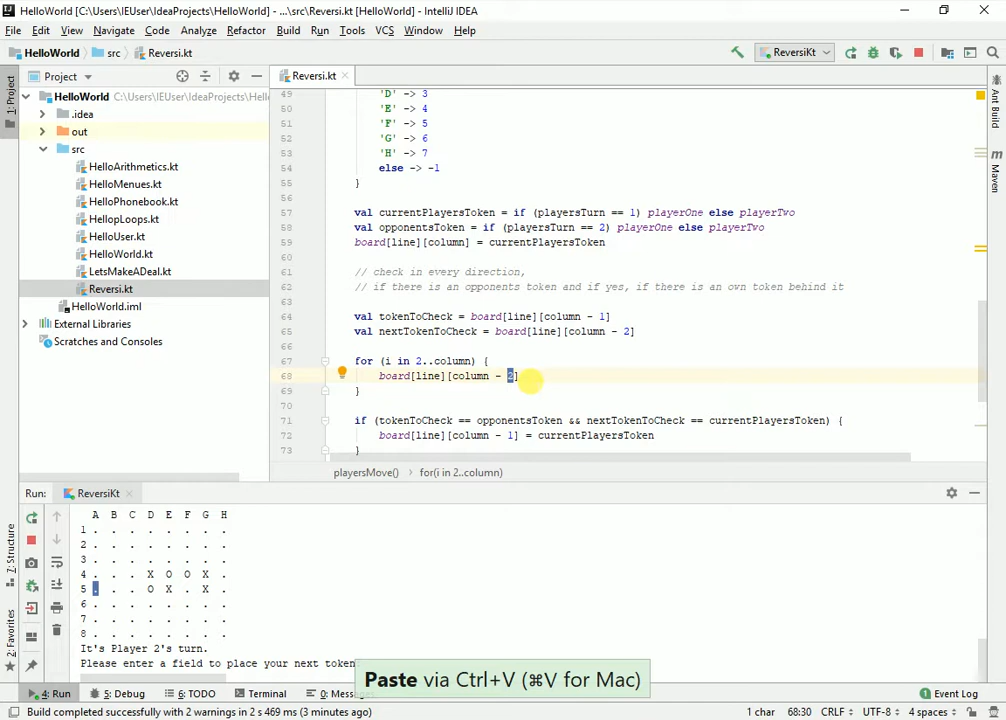 HelloWorld [C:\Users\IEUser\IdeaProjects\HelloWorld] - ...\src\Reversi.kt [HelloWorld] - IntelliJ IDEA
File Edit View Navigate Code Analyze Refactor Build Run Tools VCS Window Help
HelloWorld src Reversi.kt ReversiKt
1: Project
Project
Reversi.kt
HelloWorld C:\Users\IEUser\IdeaProjects\Hell
.idea
out
src
HelloArithmetics.kt
HelloMenues.kt
HelloPhonebook.kt
HellopLoops.kt
HelloUser.kt
HelloWorld.kt
LetsMakeADeal.kt
Reversi.kt
HelloWorld.iml
External Libraries
Scratches and Consoles
49 'D' -> 3
50 'E' -> 4
51 'F' -> 5
52 'G' -> 6
53 'H' -> 7
54 else -> -1
55 }
56
57 val currentPlayersToken = if (playersTurn == 1) playerOne else playerTwo
58 val opponentsToken = if (playersTurn == 2) playerOne else playerTwo
59 board[line][column] = currentPlayersToken
60
61 // check in every direction,
62 // if there is an opponents token and if yes, if there is an own token behind it
63
64 val tokenToCheck = board[line][column - 1]
65 val nextTokenToCheck = board[line][column - 2]
66
67 for (i in 2..column) {
68 board[line][column - 2]
69 }
70
71 if (tokenToCheck == opponentsToken && nextTokenToCheck == currentPlayersToken) {
72 board[line][column - 1] = currentPlayersToken
73 }
playersMove() for(i in 2..column)
Ant Build
Maven
Run: ReversiKt
A B C D E F G H
1 . . . . . . . .
2 . . . . . . . .
3 . . . . . . . .
4 . . . X O O X .
5 . . . O X . X .
6 . . . . . . . .
7 . . . . . . . .
8 . . . . . . . .
It's Player 2's turn.
Please enter a field to place your next token
Paste via Ctrl+V (⌘V for Mac)
7: Structure
2: Favorites
4: Run 5: Debug 6: TODO Terminal 0: Messa Event Log
Build completed successfully with 2 warnings in 2 s 469 ms (3 minutes ago) 1 char 68:30 CRLF UTF-8 4 spaces